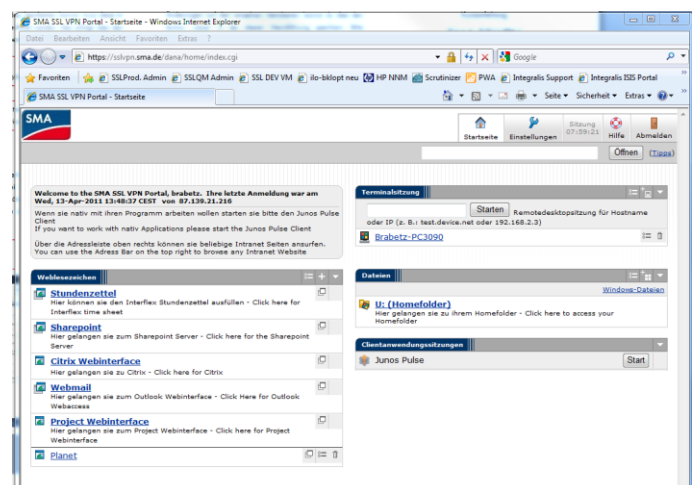 SMA SSL VPN Portal - Startseite - Windows Internet Explorer
Datei Bearbeiten Ansicht Favoriten Extras ?
https://sslvpn.sma.de/dana/home/index.cgi
Google
Favoriten SSLProd. Admin SSLQM Admin SSL DEV VM ilo-bklopt neu HP NNM Scrutinizer PWA Integralis Support Integralis ISIS Portal
SMA SSL VPN Portal - Startseite
Seite Sicherheit Extras
SMA
Startseite Einstellungen Sitzung 07:59:21 Hilfe Abmelden
Öffnen (Tipps)
Welcome to the SMA SSL VPN Portal, brabetz. Ihre letzte Anmeldung war am
Wed, 13-Apr-2011 13:48:37 CEST von 87.139.21.216
Wenn sie nativ mit ihren Programm arbeiten wollen starten sie bitte den Junos Pulse
Client
If you want to work with nativ Applications please start the Junos Pulse Client
Über die Adressleiste oben rechts können sie beliebige Intranet Seiten ansurfen.
You can use the Adress Bar on the top right to browse any Intranet Website
Weblesezeichen
Stundenzettel
Hier können sie den Interflex Stundenzettel ausfüllen - Click here for
Interflex time sheet
Sharepoint
Hier gelangen sie zum Sharepoint Server - Click here for the Sharepoint
Server
Citrix Webinterface
Hier gelangen sie zu Citrix - Click here for Citrix
Webmail
Hier gelangen sie zum Outlook Webinterface - Click Here for Outlook
Webaccess
Project Webinterface
Hier gelangen sie zum Project Webinterface - Click here for Project
Webinterface
Planet
Terminalsitzung
Starten Remotedesktopsitzung für Hostname
oder IP (z. B.: test.device.net oder 192.168.2.3)
Brabetz-PC3090
Dateien
Windows-Dateien
U: (Homefolder)
Hier gelangen sie zu ihrem Homefolder - Click here to access your
Homefolder
Clientanwendungssitzungen
Junos Pulse Start